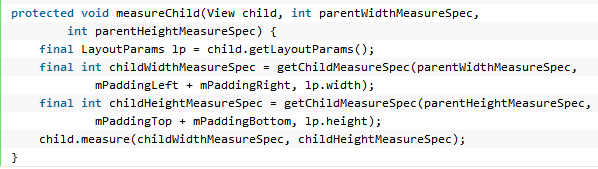 protected void measureChild(View child, int parentWidthMeasureSpec,
        int parentHeightMeasureSpec) {
    final LayoutParams lp = child.getLayoutParams();
    final int childWidthMeasureSpec = getChildMeasureSpec(parentWidthMeasureSpec,
            mPaddingLeft + mPaddingRight, lp.width);
    final int childHeightMeasureSpec = getChildMeasureSpec(parentHeightMeasureSpec,
            mPaddingTop + mPaddingBottom, lp.height);
    child.measure(childWidthMeasureSpec, childHeightMeasureSpec);
}